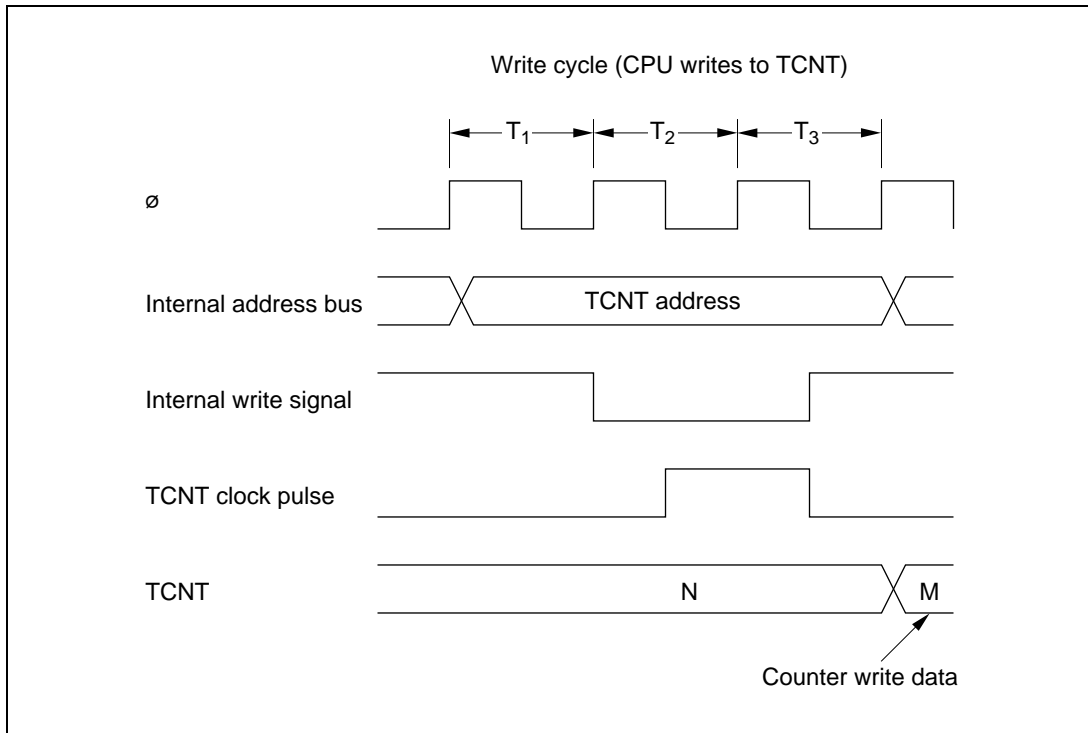 Write cycle (CPU writes to TCNT)
T1 T2 T3
ø
Internal address bus TCNT address
Internal write signal
TCNT clock pulse
TCNT N M
Counter write data